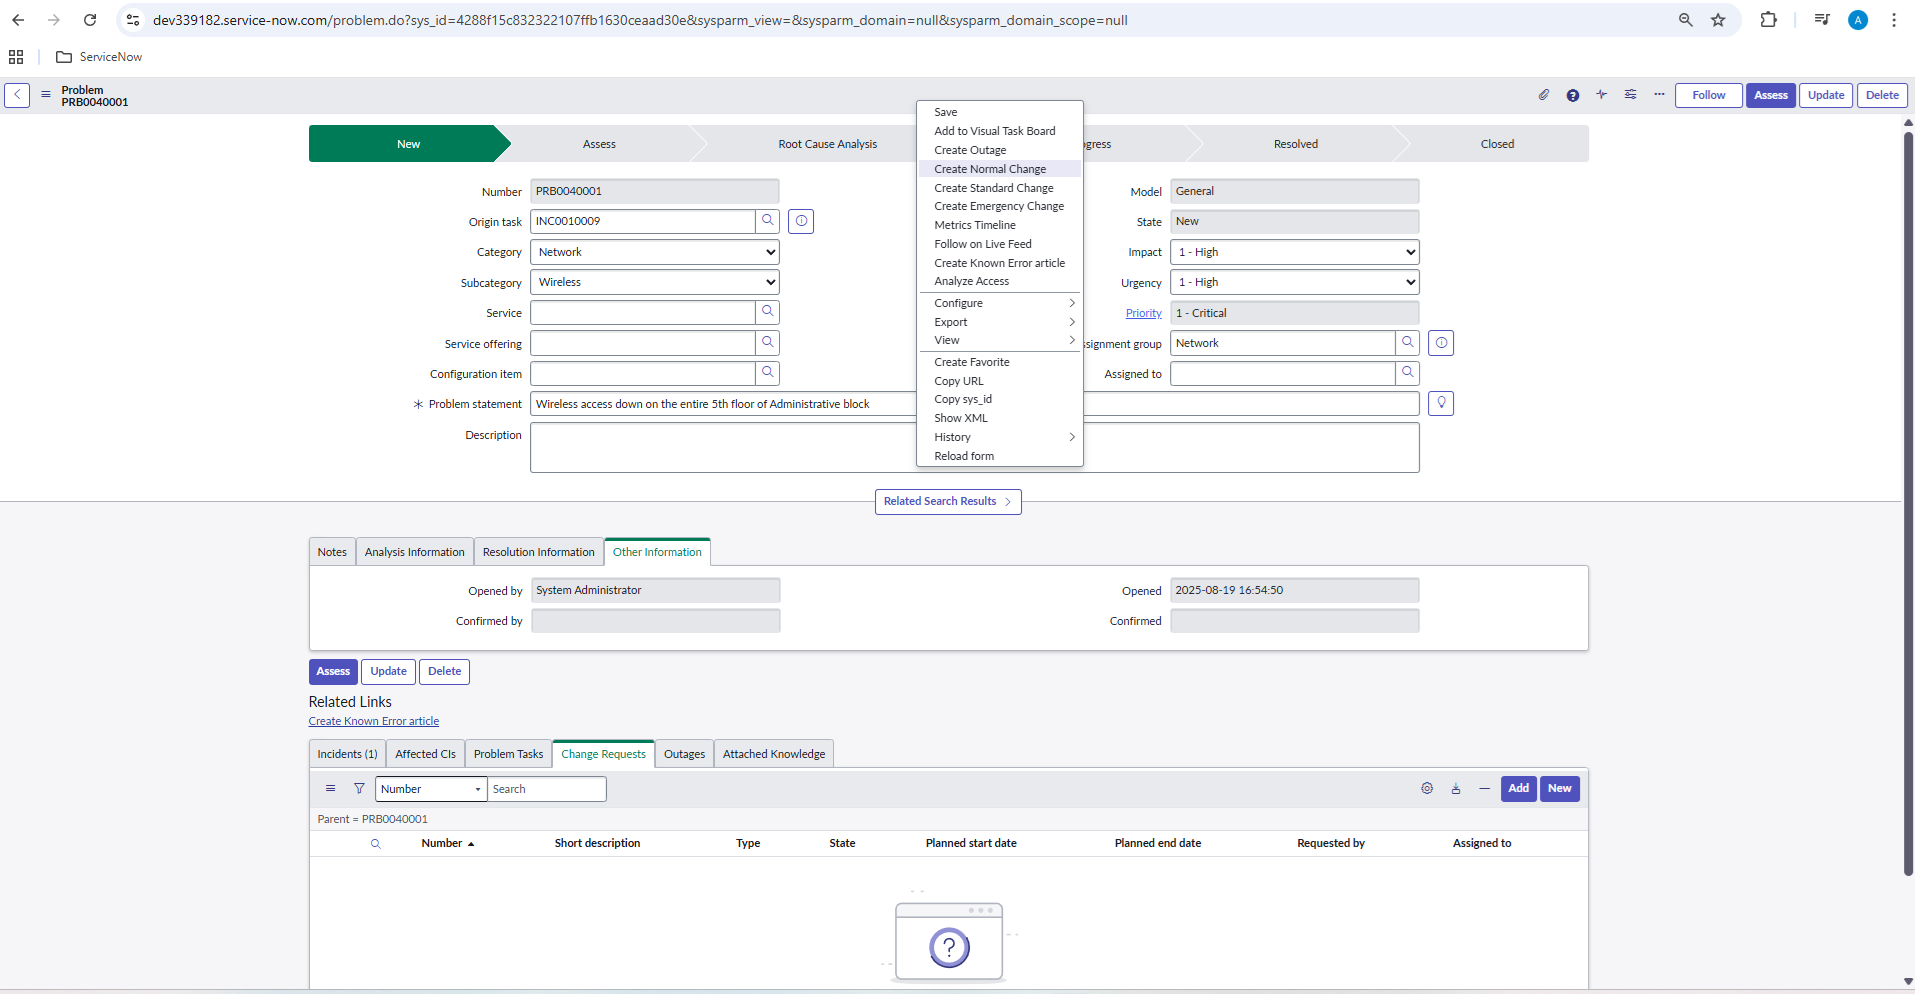 dev339182.service-now.com/problem.do?sys_id=4288f15c832322107ffb1630ceaad30e&sysparm_view=&sysparm_domain=null&sysparm_domain_scope=null
A
ServiceNow
Problem
PRB0040001
Follow
Assess
Update
Delete
New
Assess
Root Cause Analysis
gress
Resolved
Closed
Save
Add to Visual Task Board
Create Outage
Create Normal Change
Create Standard Change
Create Emergency Change
Metrics Timeline
Follow on Live Feed
Create Known Error article
Analyze Access
Configure
Export
View
Create Favorite
Copy URL
Copy sys_id
Show XML
History
Reload form
Number PRB0040001
Origin task INC0010009
Category Network
Subcategory Wireless
Service
Service offering
Configuration item
Problem statement Wireless access down on the entire 5th floor of Administrative block
Description
Model General
State New
Impact 1 - High
Urgency 1 - High
Priority 1 - Critical
ssignment group Network
Assigned to
Related Search Results
Notes
Analysis Information
Resolution Information
Other Information
Opened by System Administrator
Confirmed by
Opened 2025-08-19 16:54:50
Confirmed
Assess
Update
Delete
Related Links
Create Known Error article
Incidents (1)
Affected CIs
Problem Tasks
Change Requests
Outages
Attached Knowledge
Number
Search
Add
New
Parent = PRB0040001
Number
Short description
Type
State
Planned start date
Planned end date
Requested by
Assigned to
?